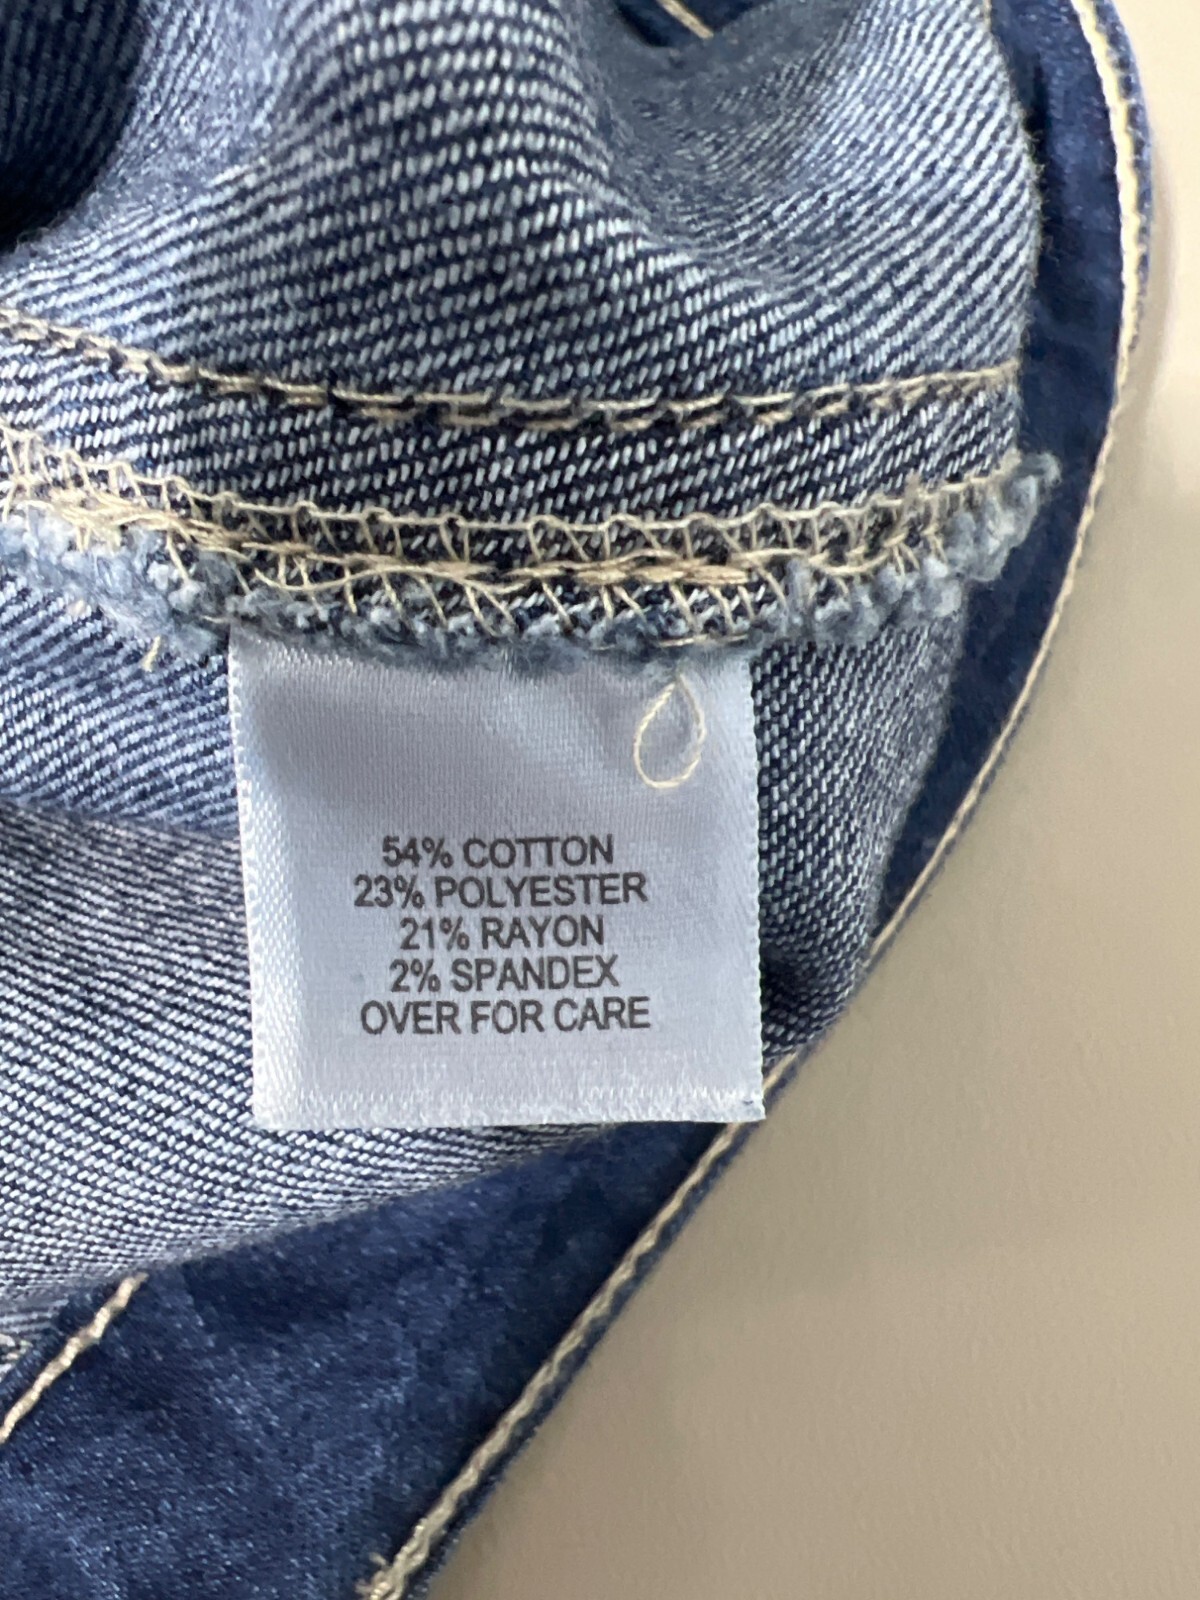 54% COTTON
23% POLYESTER
21% RAYON
2% SPANDEX
OVER FOR CARE